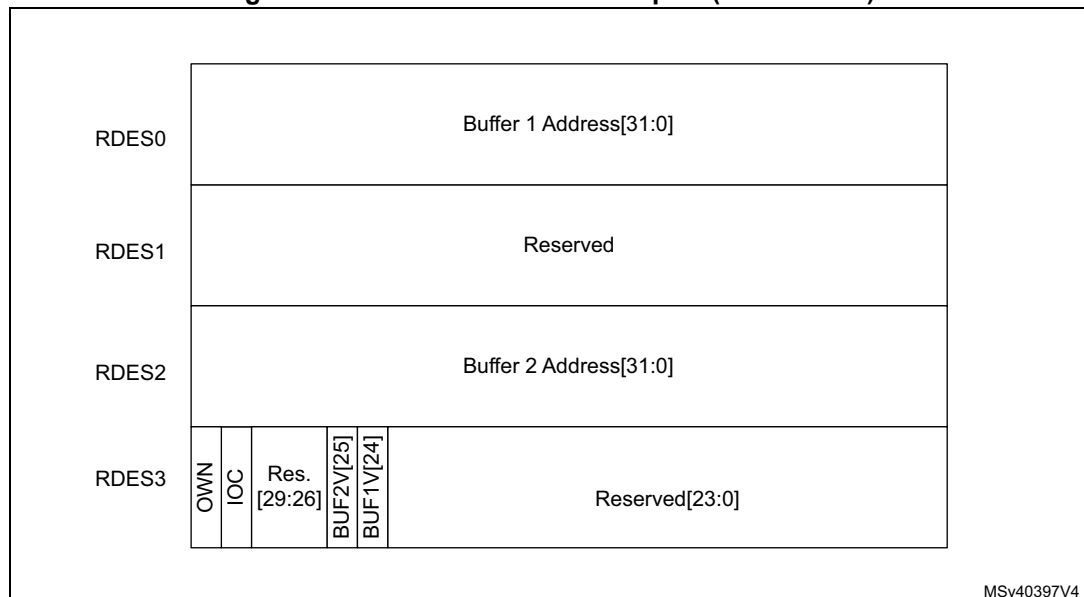 RDES0
Buffer 1 Address[31:0]
RDES1
Reserved
RDES2
Buffer 2 Address[31:0]
RDES3
OWN
IOC
Res.
[29:26]
BUF2V[25]
BUF1V[24]
Reserved[23:0]
MSv40397V4